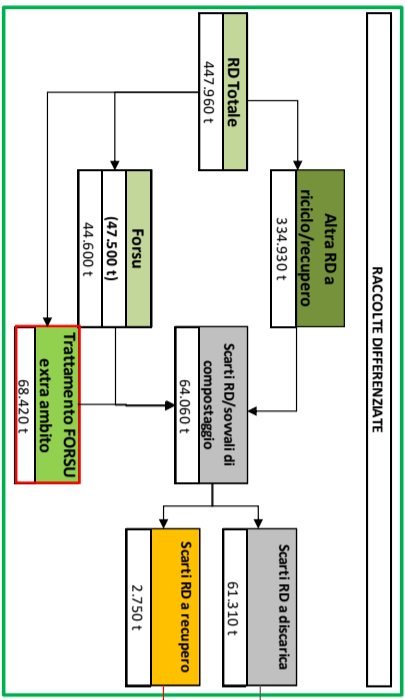 RACCOLTE DIFFERENZIATE
RD Totale
447.960 t
Altra RD a
riciclo/recupero
334.930 t
Forsu
(47.500 t)
44.600 t
Trattamento FORSU
extra ambito
68.420 t
Scarti RD/sovvali di
compostaggio
64.060 t
Scarti RD a discarica
61.310 t
Scarti RD a recupero
2.750 t